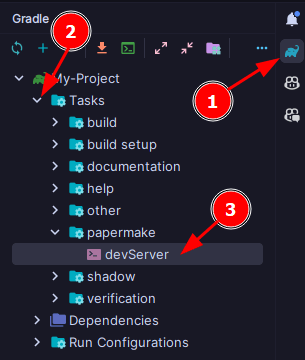 Gradle
2
My-Project
1
Tasks
build
build setup
documentation
help
other
3
papermake
devServer
shadow
verification
Dependencies
Run Configurations